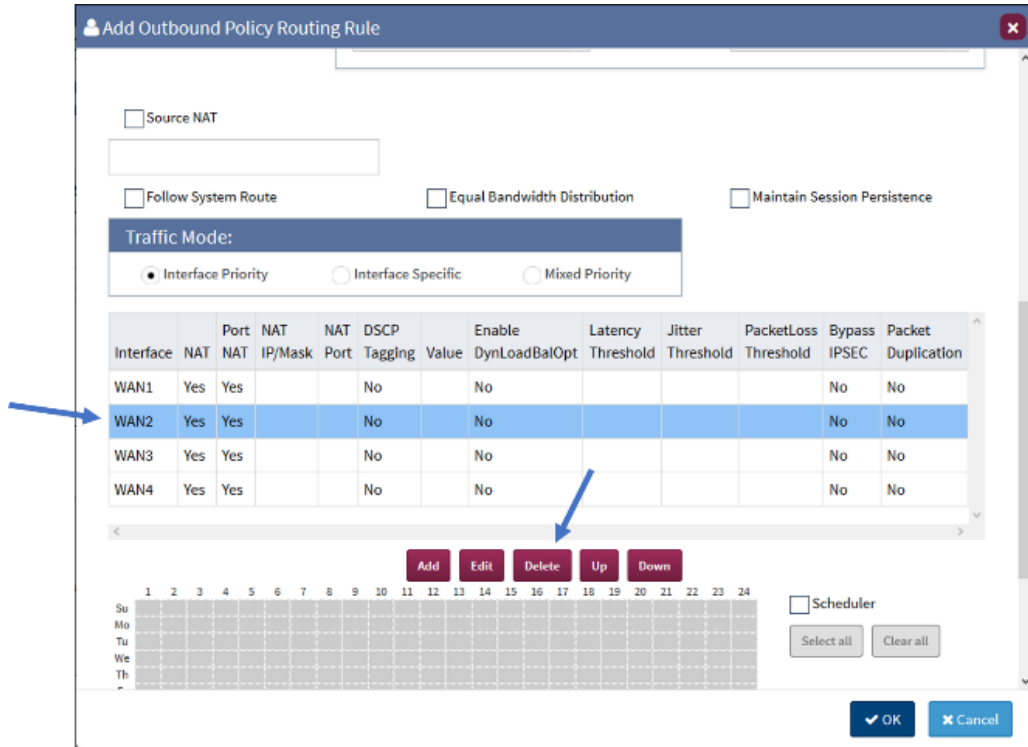 Add Outbound Policy Routing Rule
Source NAT
Follow System Route Equal Bandwidth Distribution Maintain Session Persistence
Traffic Mode:
Interface Priority Interface Specific Mixed Priority
Interface NAT Port NAT NAT IP/Mask NAT Port DSCP Tagging Value Enable DynLoadBalOpt Latency Threshold Jitter Threshold PacketLoss Threshold Bypass IPSEC Packet Duplication
WAN1 Yes Yes No No No No
WAN2 Yes Yes No No No No
WAN3 Yes Yes No No No No
WAN4 Yes Yes No No No No
Add Edit Delete Up Down
1 2 3 4 5 6 7 8 9 10 11 12 13 14 15 16 17 18 19 20 21 22 23 24
Scheduler
Su
Mo
Tu
Select all Clear all
We
Th
OK Cancel